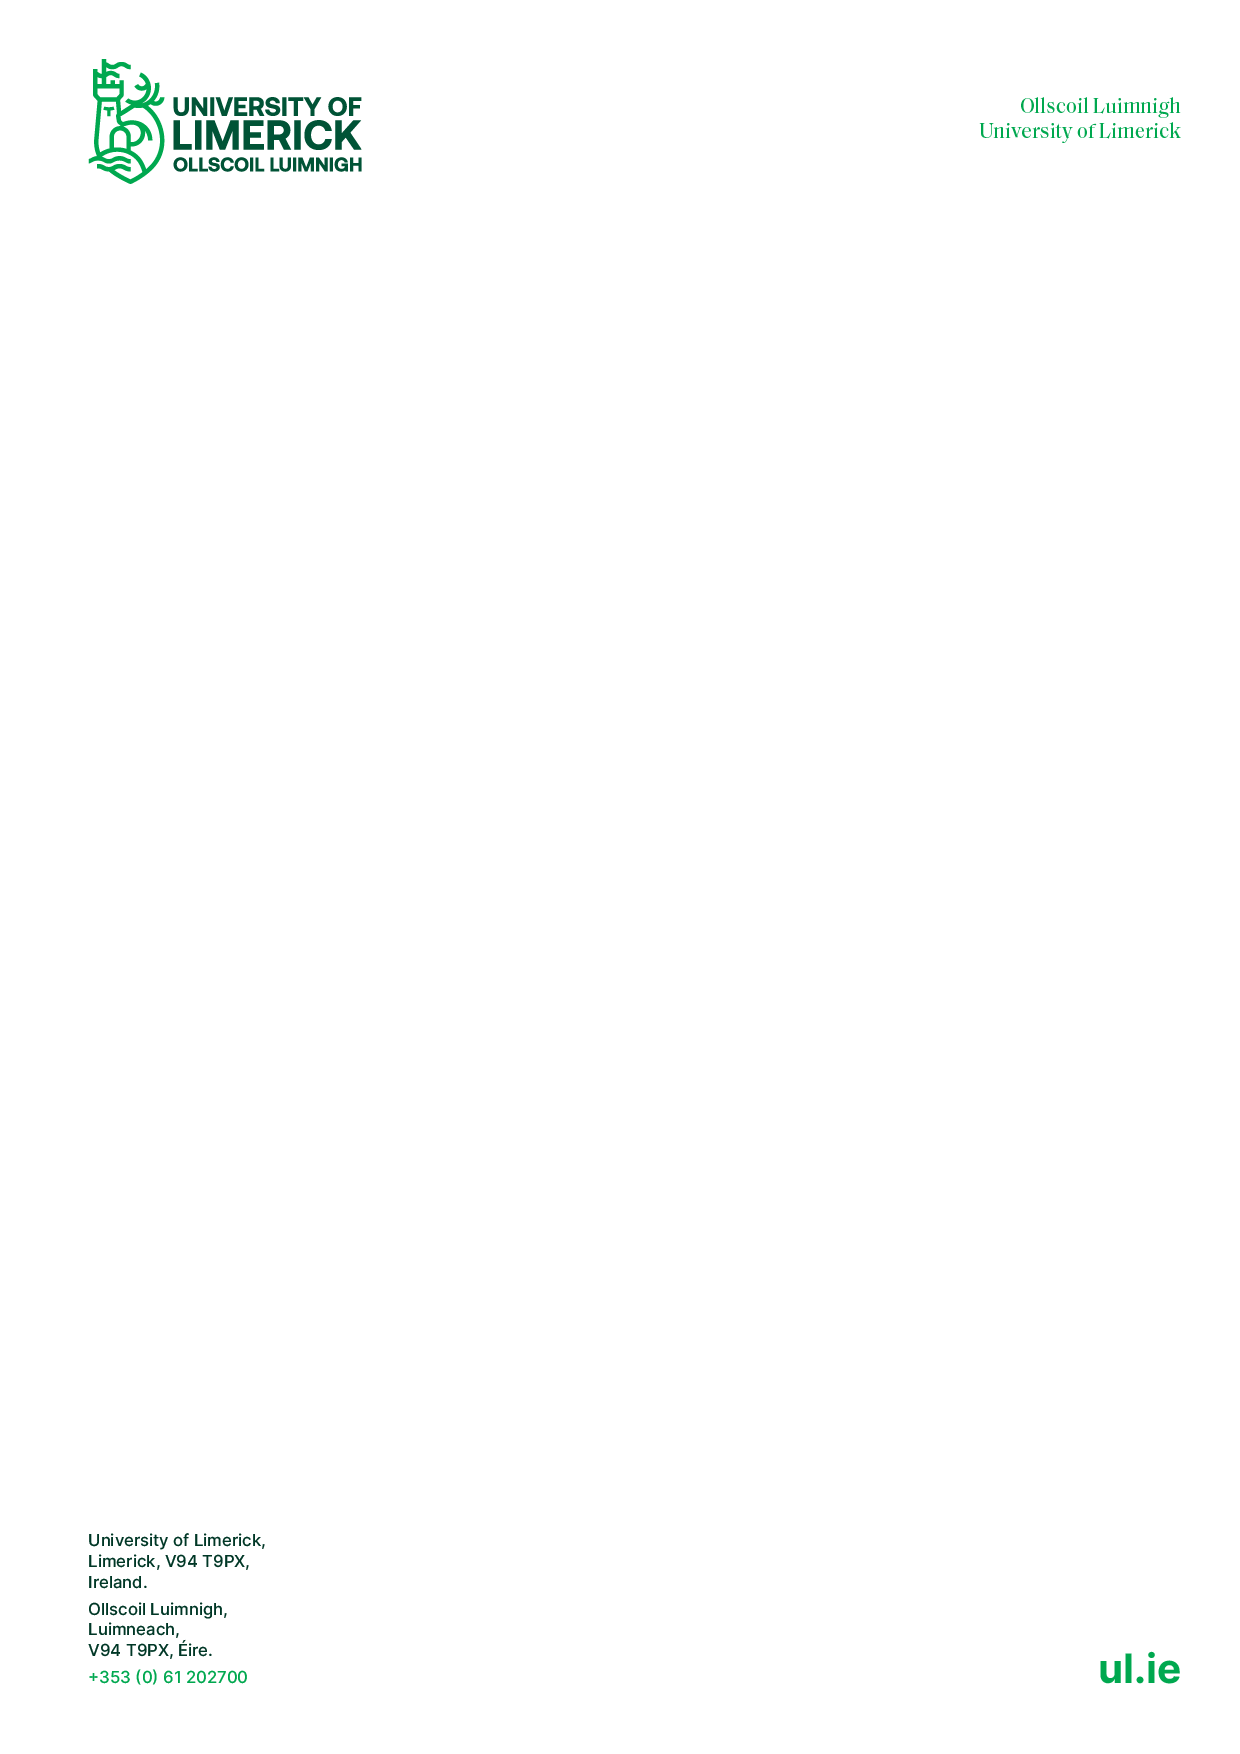 UNIVERSITY OF
LIMERICK
OLLSCOIL LUIMNIGH
Ollscoil Luimnigh
University of Limerick
University of Limerick,
Limerick, V94 T9PX,
Ireland.
Ollscoil Luimnigh,
Luimneach,
V94 T9PX, Éire.
+353 (0) 61 202700
ul.ie